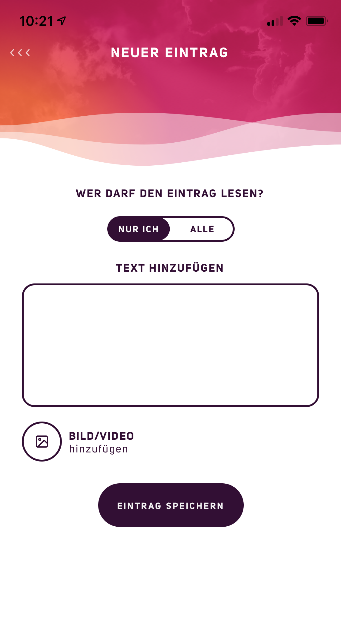 10:21
<<<
NEUER EINTRAG
WER DARF DEN EINTRAG LESEN?
NUR ICH ALLE
TEXT HINZUFÜGEN
BILD/VIDEO
hinzufügen
EINTRAG SPEICHERN